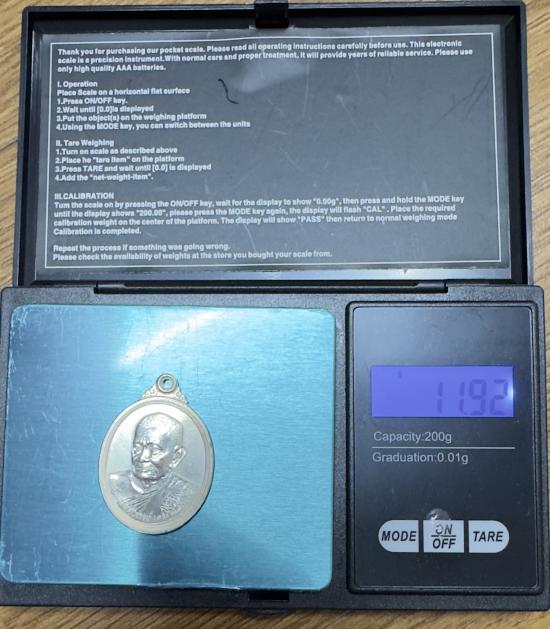 Thank you for purchasing our pocket scale. Please read all operating instructions carefully before use. This electronic
scale is a precision instrument.With normal care and proper treatment, it will provide years of reliable service. Please use
only high quality AAA batteries.
I. Operation
Place Scale on a horizontal flat surface
1.Press ON/OFF key.
2.Wait until [0.0]is displayed
3.Put the object(s) on the weighing platform
4.Using the MODE key, you can switch between the units
II. Tare Weighing
1.Turn on scale as described above
2.Place he "tare item" on the platform
3.Press TARE and wait until [0.0] is displayed
4.Add the "net-weight-item".
III.CALIBRATION
Turn the scale on by pressing the ON/OFF key, wait for the display to show "0.00g", then press and hold the MODE key
until the display shows "200.00", please press the MODE key again, the display will flash "CAL" . Place the required
calibration weight on the center of the platform. The display will show "PASS" then return to normal weighing mode
Calibration is completed.
Repeat the process if something was going wrong.
Please check the availability of weights at the store you bought your scale from.
11.92
Capacity:200g
Graduation:0.01g
MODE ON/OFF TARE